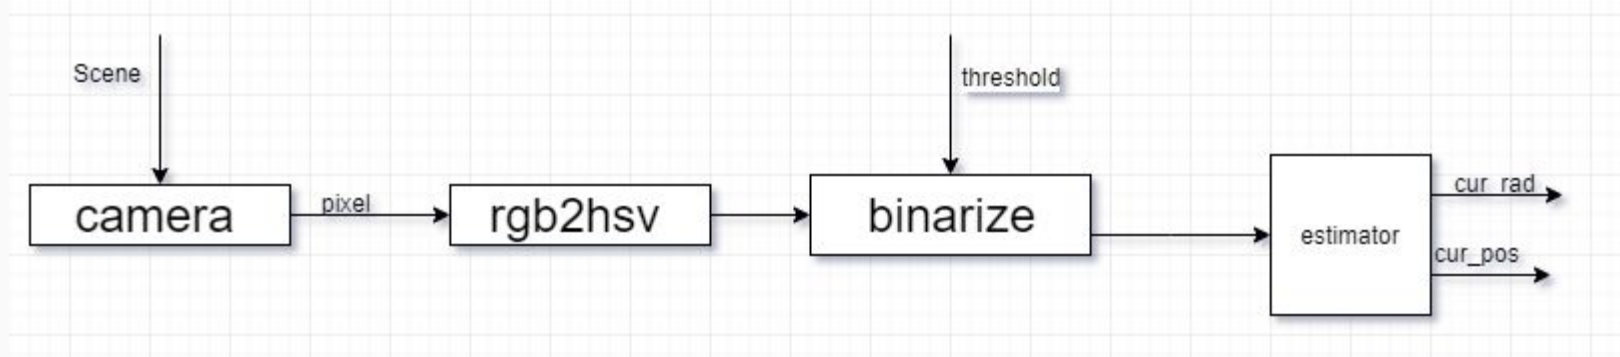 Scene
threshold
camera
pixel
rgb2hsv
binarize
estimator
cur_rad
cur_pos